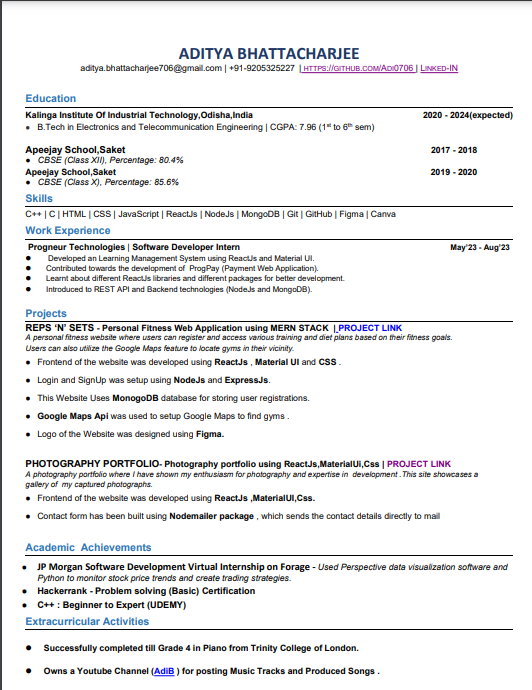 ADITYA BHATTACHARJEE
aditya.bhattacharjee706@gmail.com | +91-9205325227 | HTTPS://GITHUB.COM/ADI0706 | LINKED-IN
Education
Kalinga Institute Of Industrial Technology,Odisha,India 2020 - 2024(expected)
● B.Tech in Electronics and Telecommunication Engineering | CGPA: 7.96 (1st to 6th sem)
Apeejay School,Saket 2017 - 2018
● CBSE (Class XII), Percentage: 80.4%
Apeejay School,Saket 2019 - 2020
● CBSE (Class X), Percentage: 85.6%
Skills
C++ | C | HTML | CSS | JavaScript | ReactJs | NodeJs | MongoDB | Git | GitHub | Figma | Canva
Work Experience
Progneur Technologies | Software Developer Intern May'23 - Aug'23
● Developed an Learning Management System using ReactJs and Material UI.
● Contributed towards the development of ProgPay (Payment Web Application).
● Learnt about different ReactJs libraries and different packages for better development.
● Introduced to REST API and Backend technologies (NodeJs and MongoDB).
Projects
REPS 'N' SETS - Personal Fitness Web Application using MERN STACK | PROJECT LINK
A personal fitness website where users can register and access various training and diet plans based on their fitness goals.
Users can also utilize the Google Maps feature to locate gyms in their vicinity.
● Frontend of the website was developed using ReactJs , Material UI and CSS .
● Login and SignUp was setup using NodeJs and ExpressJs.
● This Website Uses MonogoDB database for storing user registrations.
● Google Maps Api was used to setup Google Maps to find gyms .
● Logo of the Website was designed using Figma.
PHOTOGRAPHY PORTFOLIO- Photography portfolio using ReactJs,MaterialUi,Css | PROJECT LINK
A photography portfolio where I have shown my enthusiasm for photography and expertise in development .This site showcases a
gallery of my captured photographs.
● Frontend of the website was developed using ReactJs ,MaterialUI,Css.
● Contact form has been built using Nodemailer package , which sends the contact details directly to mail
Academic Achievements
● JP Morgan Software Development Virtual Internship on Forage - Used Perspective data visualization software and
Python to monitor stock price trends and create trading strategies.
● Hackerrank - Problem solving (Basic) Certification
● C++ : Beginner to Expert (UDEMY)
Extracurricular Activities
● Successfully completed till Grade 4 in Piano from Trinity College of London.
● Owns a Youtube Channel (AdiB ) for posting Music Tracks and Produced Songs .